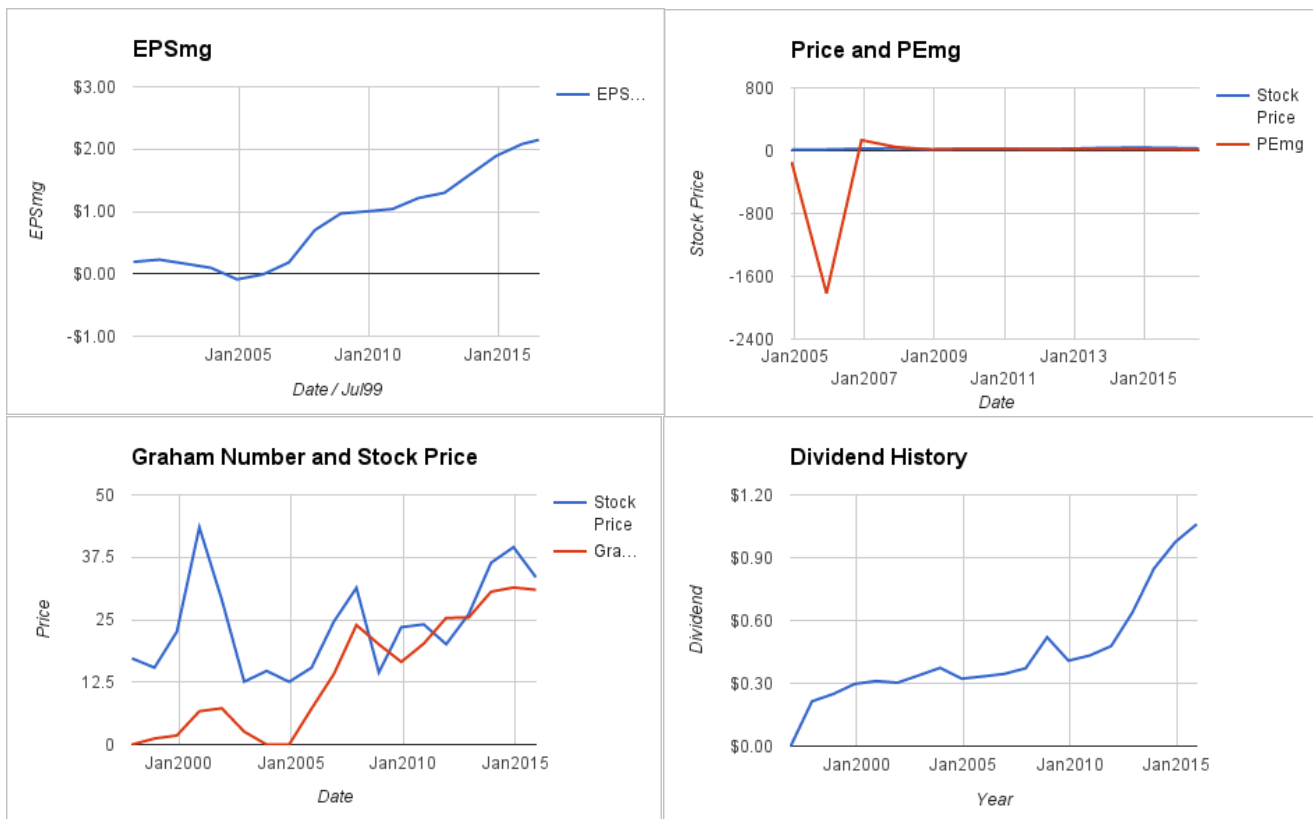 EPSmg
$3.00
$2.00
$1.00
$0.00
-$1.00
EPSmg
Jan2005 Jan2010 Jan2015
Date / Jul99
EPS...
Price and PEmg
800
0
-800
-1600
-2400
Stock Price
Jan2005 Jan2009 Jan2013
Jan2007 Jan2011 Jan2015
Date
Stock
Price
PEmg
Graham Number and Stock Price
50
37.5
25
12.5
0
Price
Jan2000 Jan2005 Jan2010 Jan2015
Date
Stock
Price
Gra...
Dividend History
$1.20
$0.90
$0.60
$0.30
$0.00
Dividend
Jan2000 Jan2005 Jan2010 Jan2015
Year